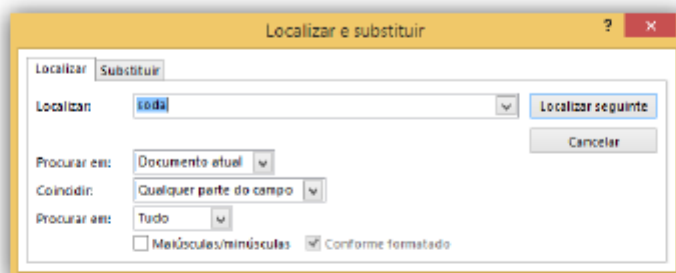 Localizar e substituir
? ×
Localizar Substituir
Localizar: soda Localizar seguinte
Cancelar
Procurar em: Documento atual
Coincidir: Qualquer parte do campo
Procurar em: Tudo
Maiúsculas/minúsculas Conforme formatado